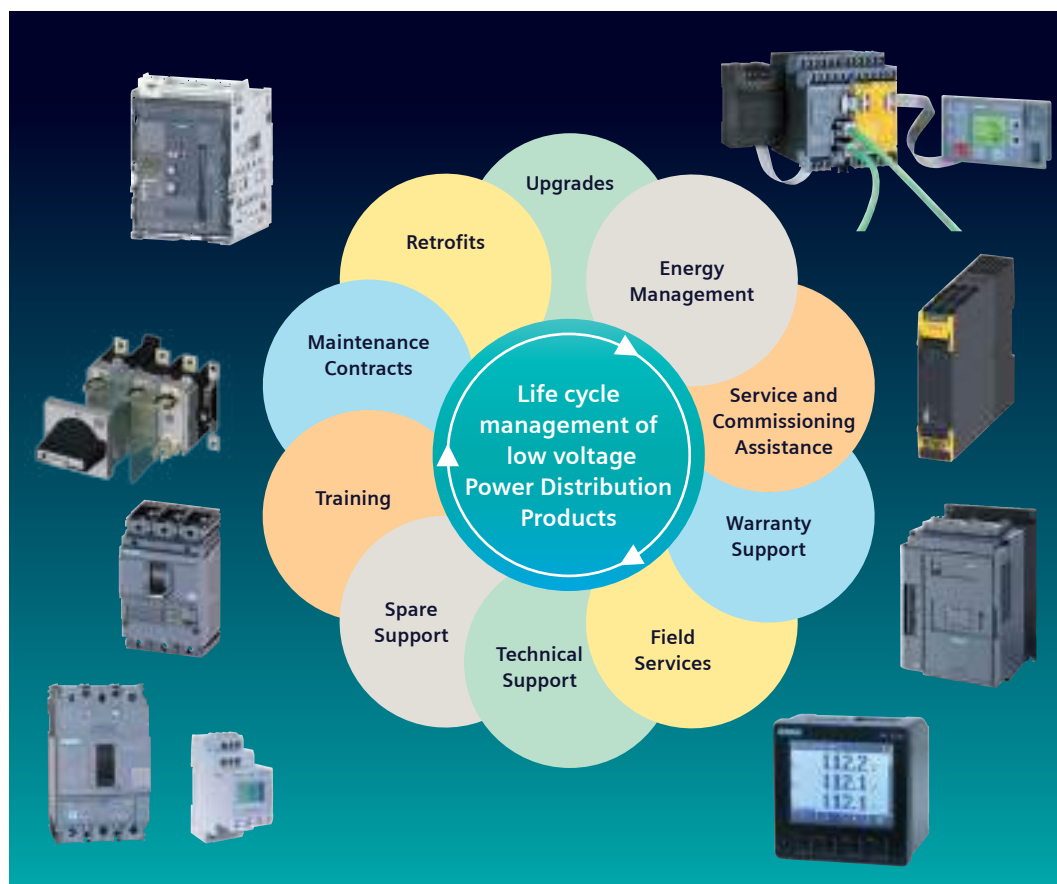 Upgrades
Energy
Management
Service and
Commissioning
Assistance
Warranty
Support
Field
Services
Technical
Support
Spare
Support
Training
Maintenance
Contracts
Retrofits
Life cycle
management of
low voltage
Power Distribution
Products
112.2
112.1
112.1